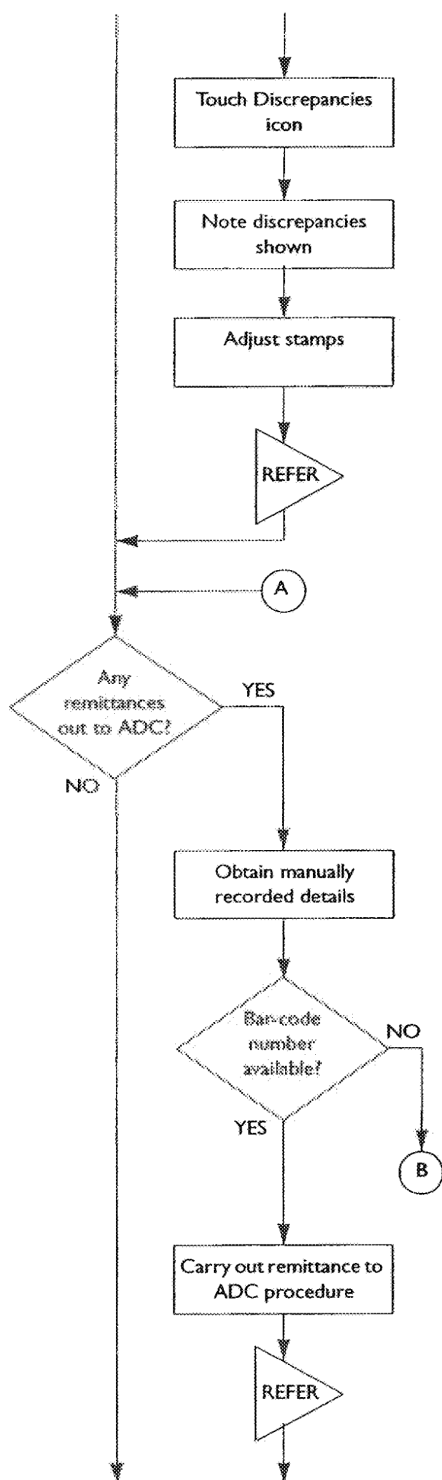 Touch Discrepancies
icon
Note discrepancies
shown
Adjust stamps
REFER
A
Any
remittances
out to ADC?
YES
NO
Obtain manually
recorded details
Bar-code
number
available?
NO
YES
B
Carry out remittance to
ADC procedure
REFER